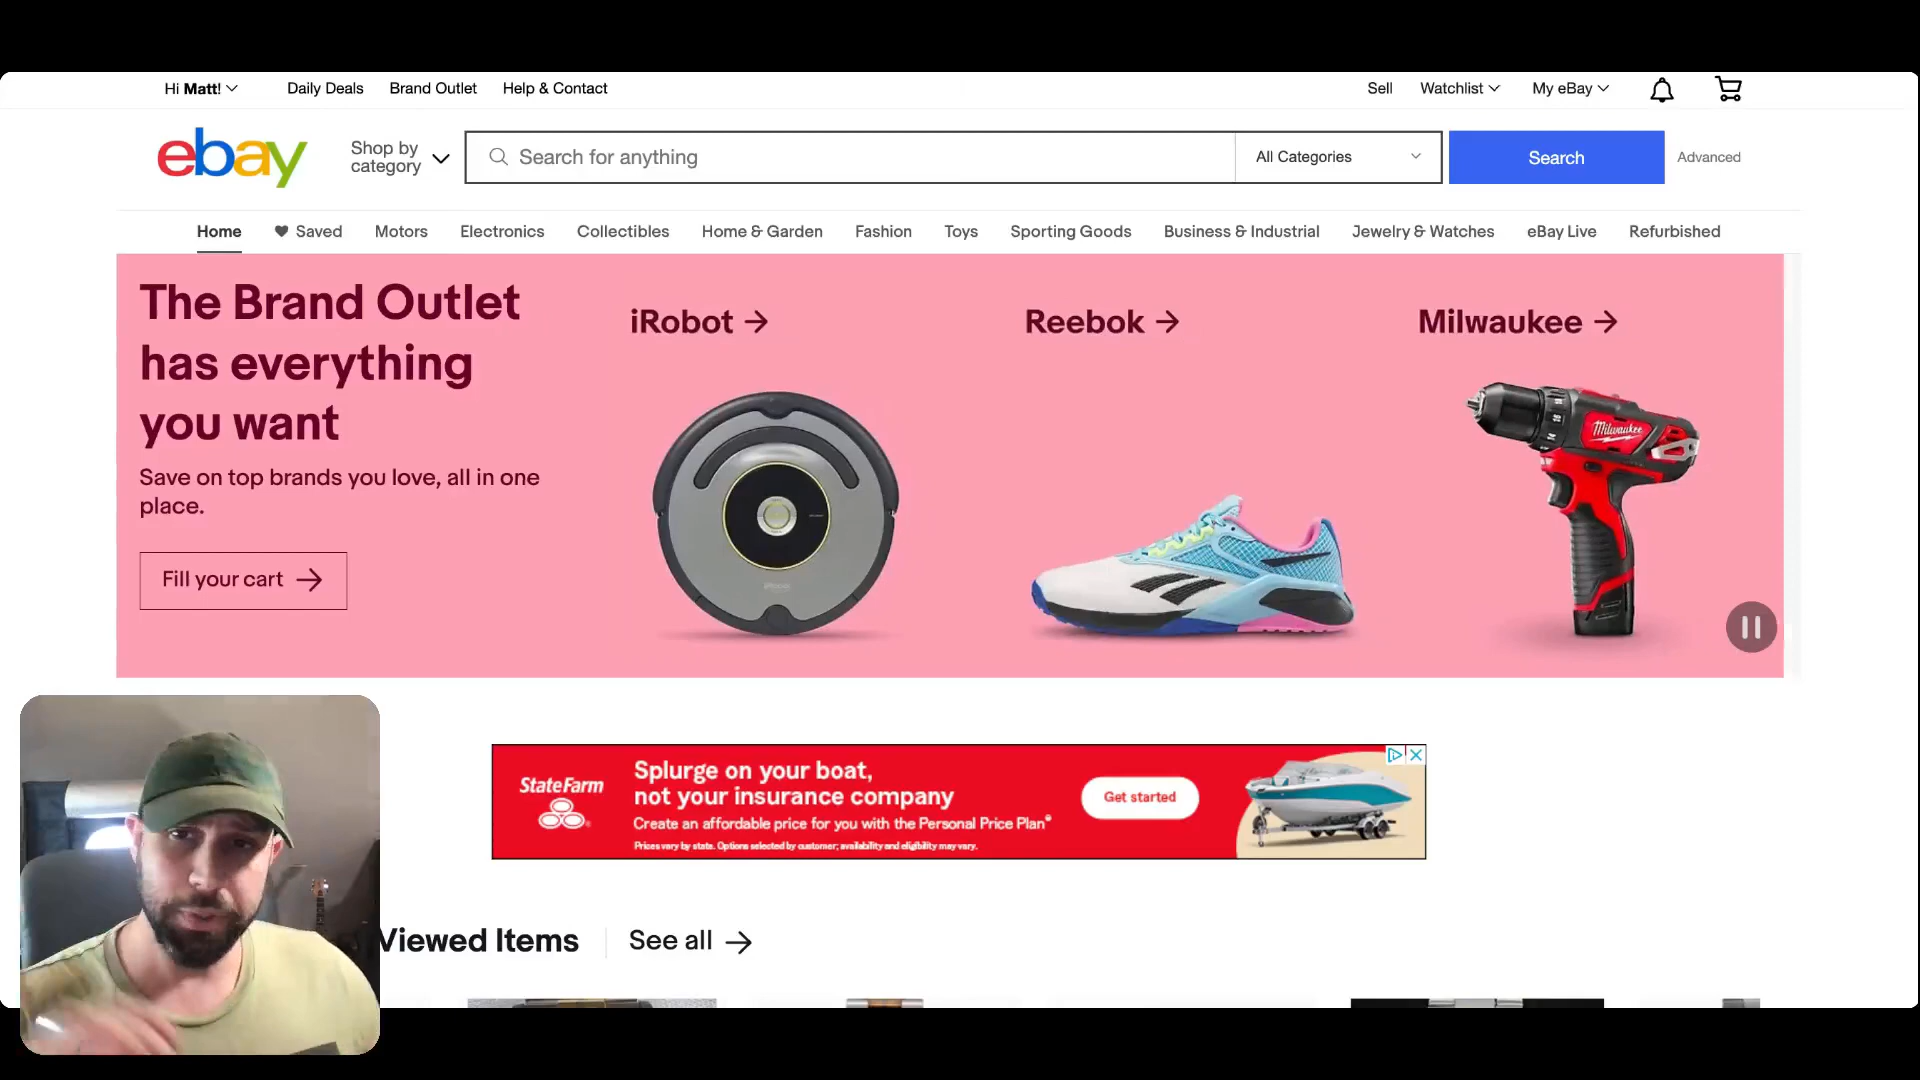 Hi Matt!
Daily Deals
Brand Outlet
Help & Contact
Sell
Watchlist
My eBay
ebay
Shop by
category
Search for anything
All Categories
Search
Advanced
Home
Saved
Motors
Electronics
Collectibles
Home & Garden
Fashion
Toys
Sporting Goods
Business & Industrial
Jewelry & Watches
eBay Live
Refurbished
The Brand Outlet
has everything
you want
Save on top brands you love, all in one
place.
Fill your cart
iRobot
Reebok
Milwaukee
Milwaukee
StateFarm
Splurge on your boat,
not your insurance company
Create an affordable price for you with the Personal Price Plan®
Prices vary by state. Options selected by customer; availability and eligibility may vary.
Get started
Viewed Items
See all